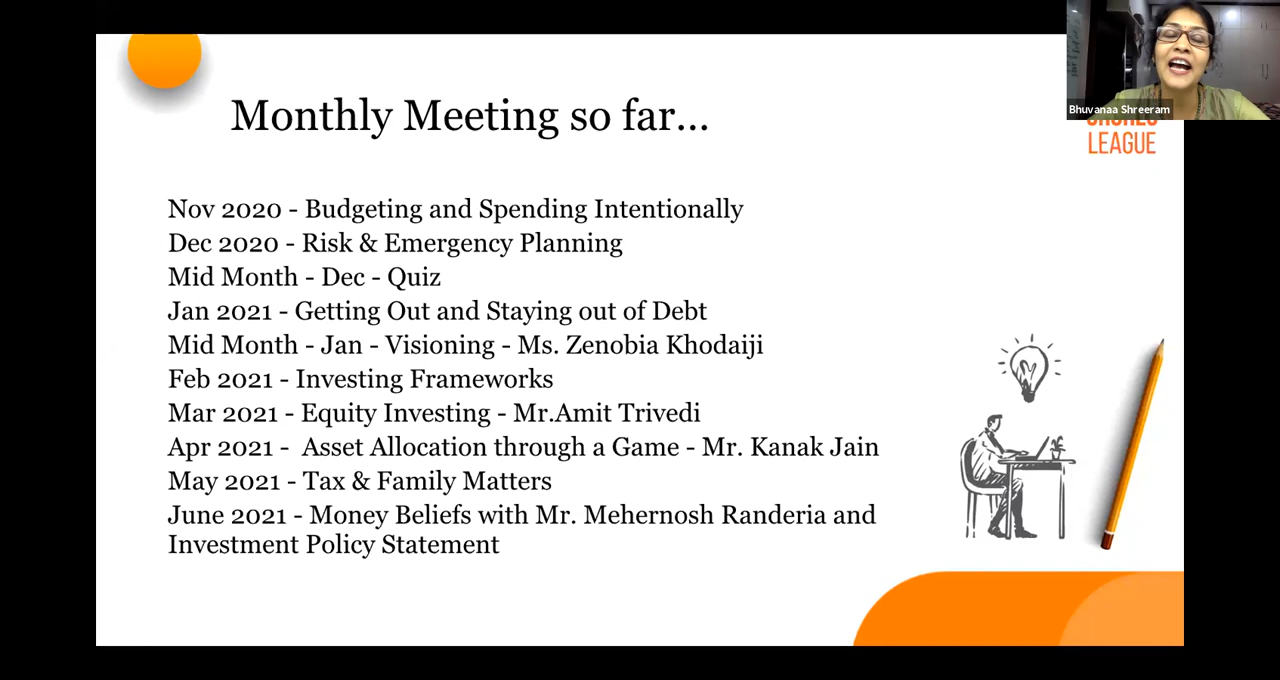 Bhuvanaa Shreeram
LEAGUE
Monthly Meeting so far...
Nov 2020 - Budgeting and Spending Intentionally
Dec 2020 - Risk & Emergency Planning
Mid Month - Dec - Quiz
Jan 2021 - Getting Out and Staying out of Debt
Mid Month - Jan - Visioning - Ms. Zenobia Khodaiji
Feb 2021 - Investing Frameworks
Mar 2021 - Equity Investing - Mr.Amit Trivedi
Apr 2021 -  Asset Allocation through a Game - Mr. Kanak Jain
May 2021 - Tax & Family Matters
June 2021 - Money Beliefs with Mr. Mehernosh Randeria and
Investment Policy Statement